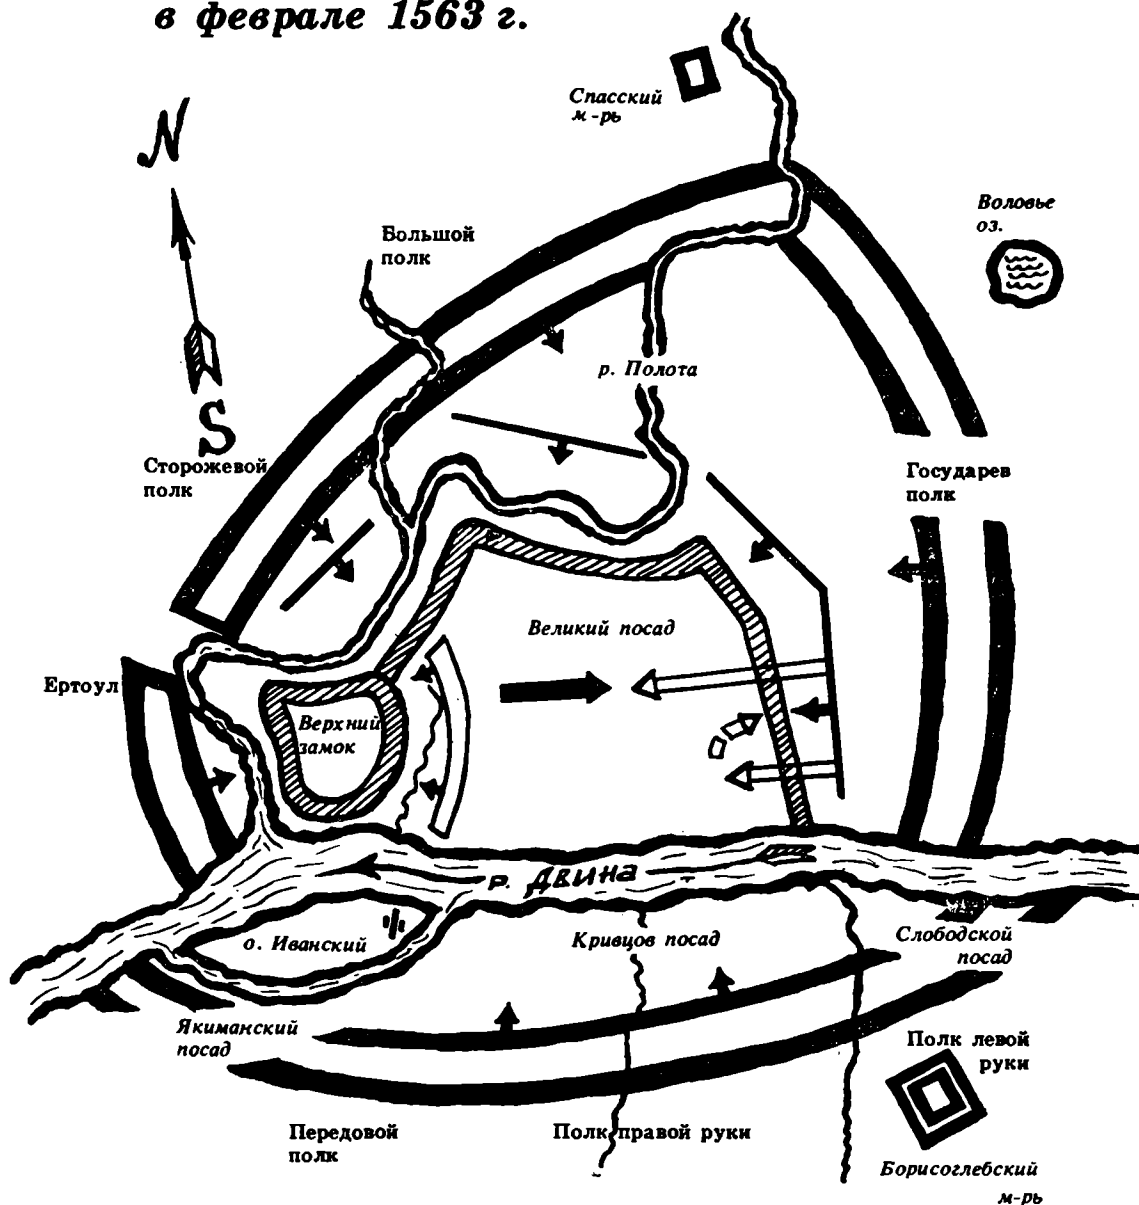 в феврале 1563 г.
Спасский
м-рь
N
Воловье
оз.
Большой
полк
р. Полота
S
Сторожевой
полк
Государев
полк
Великий посад
Ертоул
Верхний
замок
р. Двина
о. Иванский
Кривцов посад
Слободской
посад
Якиманский
посад
Полк левой
руки
Передовой
полк
Полк правой руки
Борисоглебский
м-рь